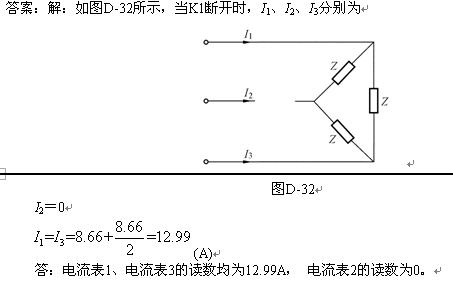 答案：解：如图D-32所示，当K1断开时，I₁、I₂、I₃分别为
I₁
Z
I₂
Z
Z
I₃
图D-32
I₂＝0
I₁=I₃=8.66+8.66/2=12.99(A)
答：电流表1、电流表3的读数均为12.99A， 电流表2的读数为0。